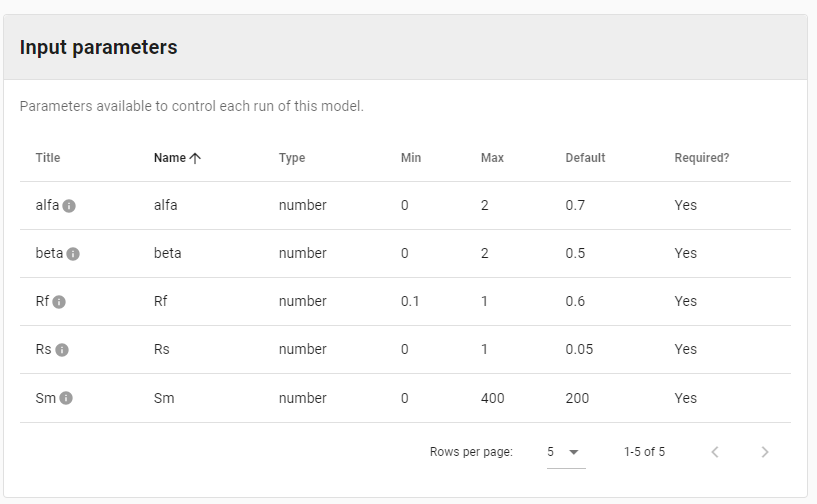 Input parameters
Parameters available to control each run of this model.
Title Name Type Min Max Default Required?
alfa alfa number 0 2 0.7 Yes
beta beta number 0 2 0.5 Yes
Rf Rf number 0.1 1 0.6 Yes
Rs Rs number 0 1 0.05 Yes
Sm Sm number 0 400 200 Yes
Rows per page: 5 1-5 of 5